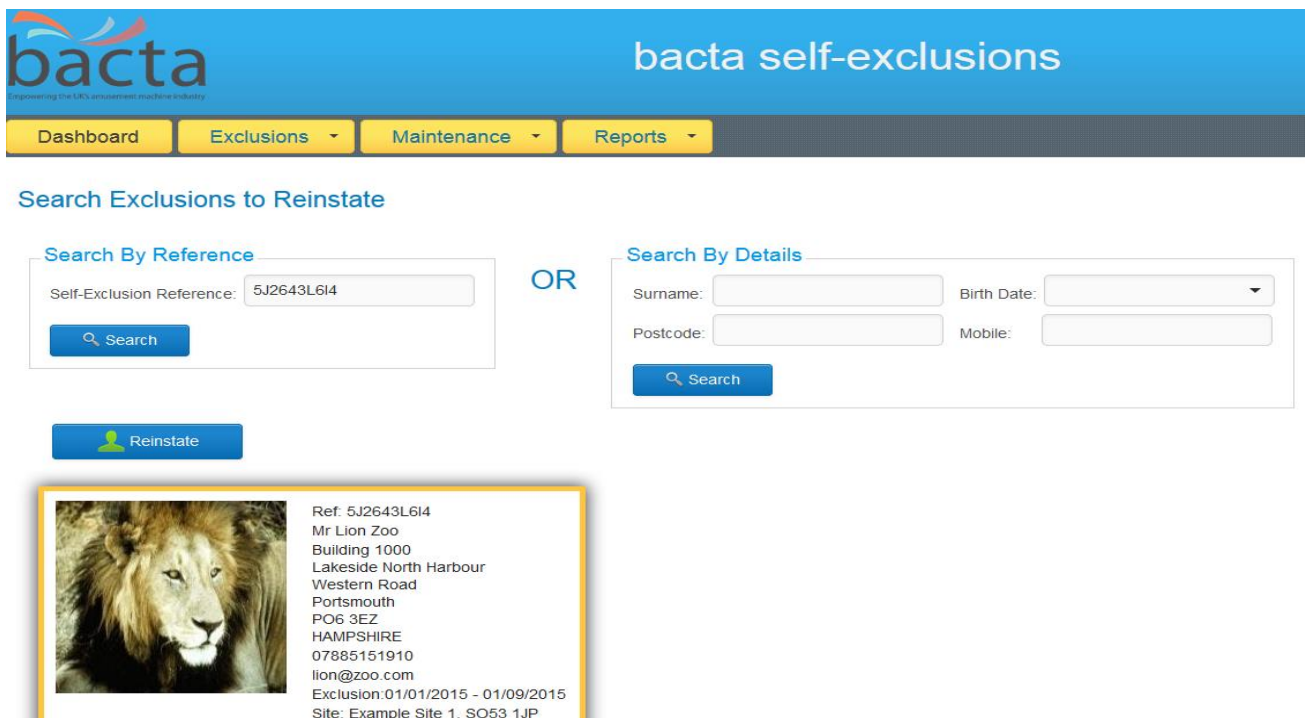 bacta
Empowering the UK's amusement machine industry
bacta self-exclusions
Dashboard
Exclusions
Maintenance
Reports
Search Exclusions to Reinstate
Search By Reference
Self-Exclusion Reference: 5J2643L6I4
Search
OR
Search By Details
Surname:
Birth Date:
Postcode:
Mobile:
Search
Reinstate
Ref: 5J2643L6I4
Mr Lion Zoo
Building 1000
Lakeside North Harbour
Western Road
Portsmouth
PO6 3EZ
HAMPSHIRE
07885151910
lion@zoo.com
Exclusion:01/01/2015 - 01/09/2015
Site: Example Site 1, SO53 1JP